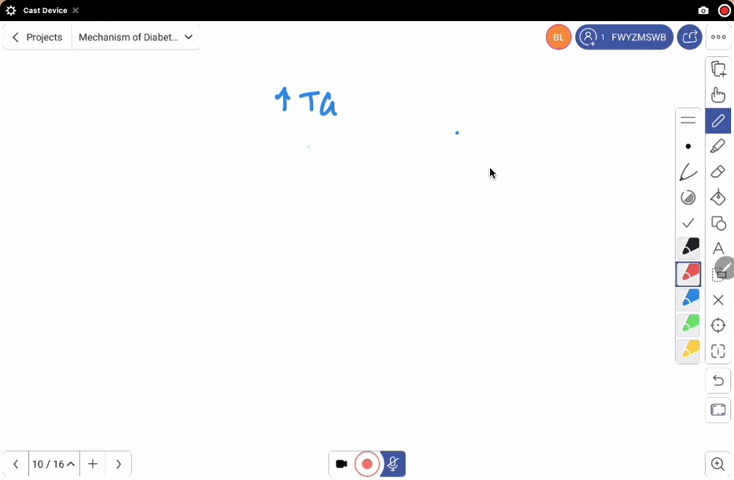 Cast Device
Projects
Mechanism of Diabet...
BL
1 FWYZMSWB
↑ TG
A
10 / 16